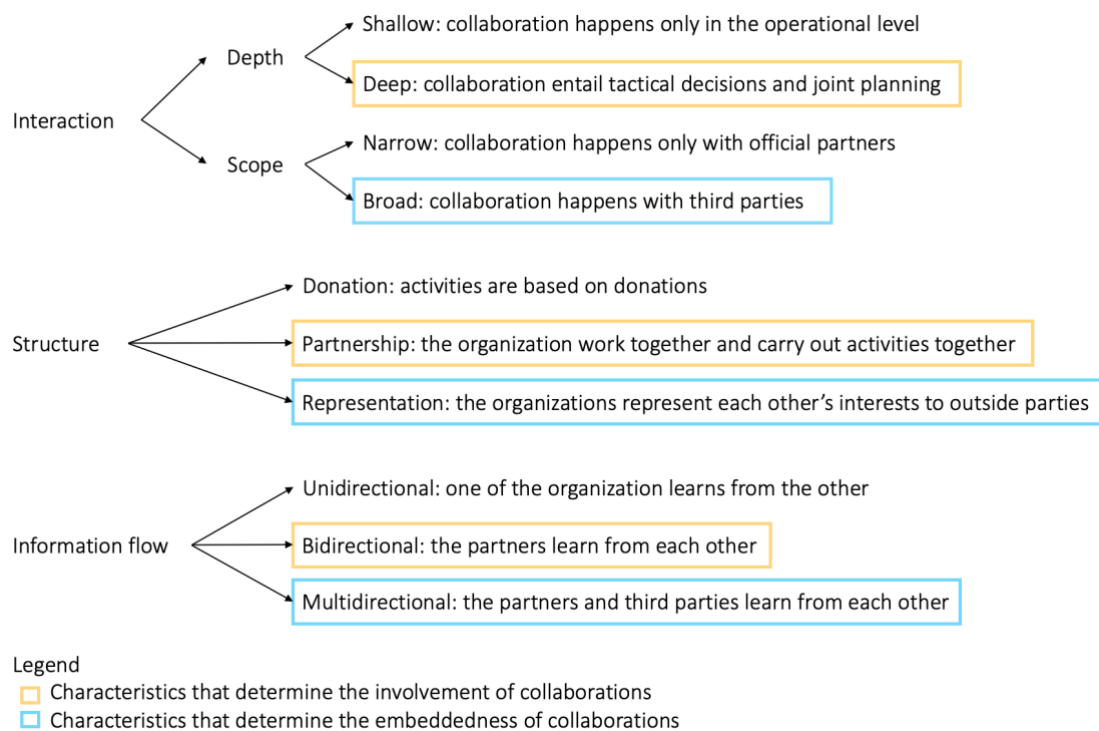 Shallow: collaboration happens only in the operational level
Depth
Deep: collaboration entail tactical decisions and joint planning
Interaction
Narrow: collaboration happens only with official partners
Scope
Broad: collaboration happens with third parties
Donation: activities are based on donations
Structure
Partnership: the organization work together and carry out activities together
Representation: the organizations represent each other’s interests to outside parties
Unidirectional: one of the organization learns from the other
Information flow
Bidirectional: the partners learn from each other
Multidirectional: the partners and third parties learn from each other
Legend
Characteristics that determine the involvement of collaborations
Characteristics that determine the embeddedness of collaborations